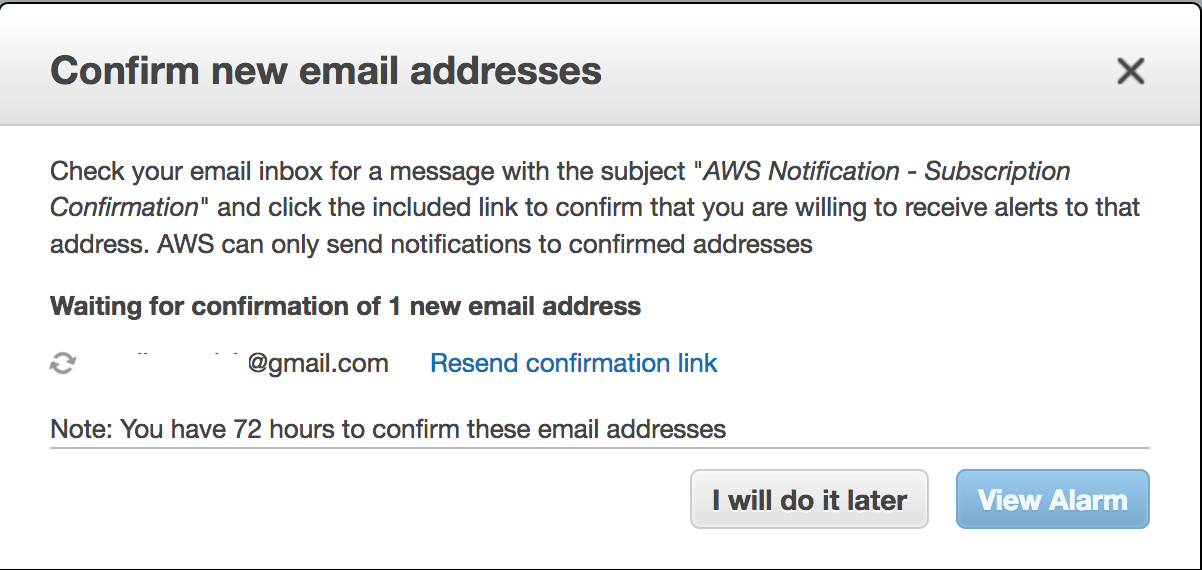 Confirm new email addresses
Check your email inbox for a message with the subject "AWS Notification - Subscription
Confirmation" and click the included link to confirm that you are willing to receive alerts to that
address. AWS can only send notifications to confirmed addresses
Waiting for confirmation of 1 new email address
@gmail.com Resend confirmation link
Note: You have 72 hours to confirm these email addresses
I will do it later View Alarm